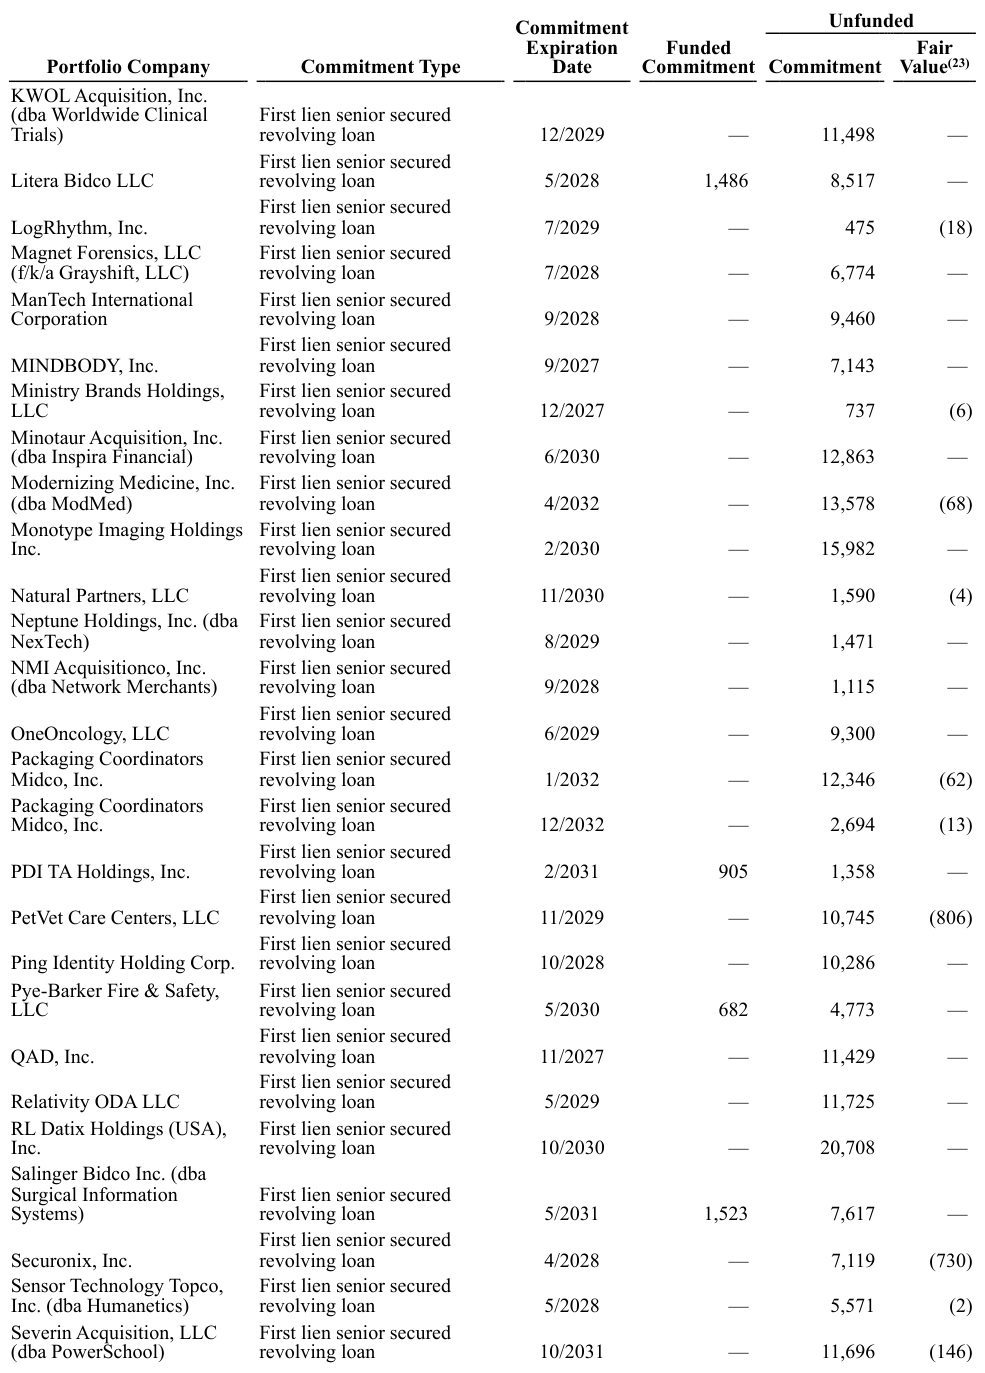 Unfunded
Portfolio Company Commitment Type Commitment Expiration Date Funded Commitment Commitment Fair Value(23)
KWOL Acquisition, Inc.
(dba Worldwide Clinical First lien senior secured
Trials) revolving loan 12/2029 — 11,498 —
First lien senior secured
Litera Bidco LLC revolving loan 5/2028 1,486 8,517 —
First lien senior secured
LogRhythm, Inc. revolving loan 7/2029 — 475 (18)
Magnet Forensics, LLC First lien senior secured
(f/k/a Grayshift, LLC) revolving loan 7/2028 — 6,774 —
ManTech International First lien senior secured
Corporation revolving loan 9/2028 — 9,460 —
First lien senior secured
MINDBODY, Inc. revolving loan 9/2027 — 7,143 —
Ministry Brands Holdings, First lien senior secured
LLC revolving loan 12/2027 — 737 (6)
Minotaur Acquisition, Inc. First lien senior secured
(dba Inspira Financial) revolving loan 6/2030 — 12,863 —
Modernizing Medicine, Inc. First lien senior secured
(dba ModMed) revolving loan 4/2032 — 13,578 (68)
Monotype Imaging Holdings First lien senior secured
Inc. revolving loan 2/2030 — 15,982 —
First lien senior secured
Natural Partners, LLC revolving loan 11/2030 — 1,590 (4)
Neptune Holdings, Inc. (dba First lien senior secured
NexTech) revolving loan 8/2029 — 1,471 —
NMI Acquisitionco, Inc. First lien senior secured
(dba Network Merchants) revolving loan 9/2028 — 1,115 —
First lien senior secured
OneOncology, LLC revolving loan 6/2029 — 9,300 —
Packaging Coordinators First lien senior secured
Midco, Inc. revolving loan 1/2032 — 12,346 (62)
Packaging Coordinators First lien senior secured
Midco, Inc. revolving loan 12/2032 — 2,694 (13)
First lien senior secured
PDI TA Holdings, Inc. revolving loan 2/2031 905 1,358 —
First lien senior secured
PetVet Care Centers, LLC revolving loan 11/2029 — 10,745 (806)
First lien senior secured
Ping Identity Holding Corp. revolving loan 10/2028 — 10,286 —
Pye-Barker Fire & Safety, First lien senior secured
LLC revolving loan 5/2030 682 4,773 —
First lien senior secured
QAD, Inc. revolving loan 11/2027 — 11,429 —
First lien senior secured
Relativity ODA LLC revolving loan 5/2029 — 11,725 —
RL Datix Holdings (USA), First lien senior secured
Inc. revolving loan 10/2030 — 20,708 —
Salinger Bidco Inc. (dba
Surgical Information First lien senior secured
Systems) revolving loan 5/2031 1,523 7,617 —
First lien senior secured
Securonix, Inc. revolving loan 4/2028 — 7,119 (730)
Sensor Technology Topco, First lien senior secured
Inc. (dba Humanetics) revolving loan 5/2028 — 5,571 (2)
Severin Acquisition, LLC First lien senior secured
(dba PowerSchool) revolving loan 10/2031 — 11,696 (146)